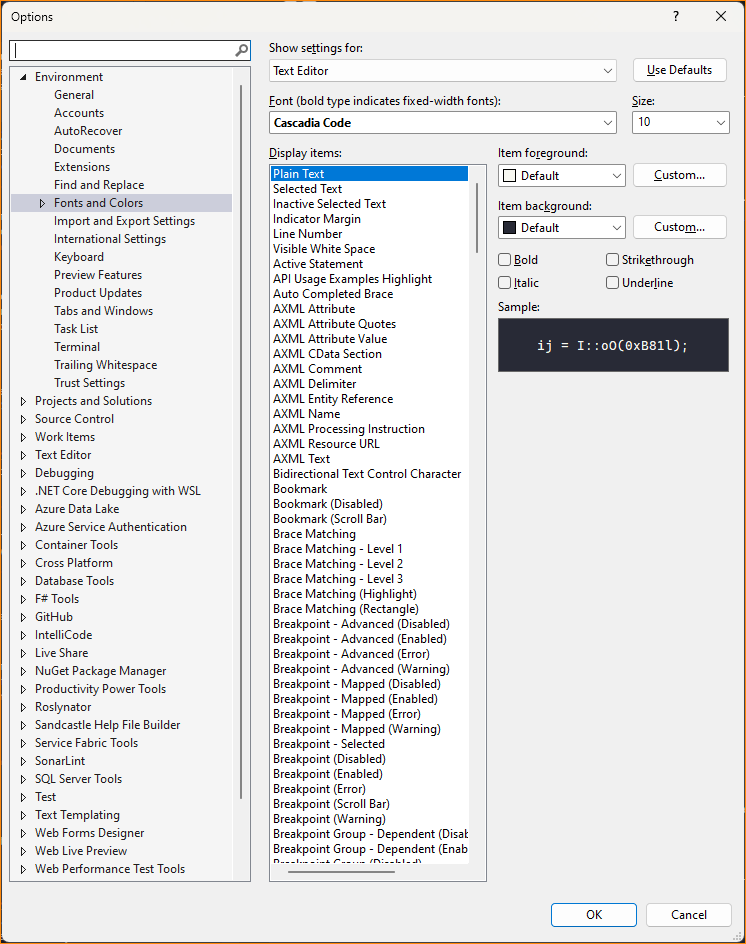 Options
Environment
General
Accounts
AutoRecover
Documents
Extensions
Find and Replace
Fonts and Colors
Import and Export Settings
International Settings
Keyboard
Preview Features
Product Updates
Tabs and Windows
Task List
Terminal
Trailing Whitespace
Trust Settings
Projects and Solutions
Source Control
Work Items
Text Editor
Debugging
.NET Core Debugging with WSL
Azure Data Lake
Azure Service Authentication
Container Tools
Cross Platform
Database Tools
F# Tools
GitHub
IntelliCode
Live Share
NuGet Package Manager
Productivity Power Tools
Roslynator
Sandcastle Help File Builder
Service Fabric Tools
SonarLint
SQL Server Tools
Test
Text Templating
Web Forms Designer
Web Live Preview
Web Performance Test Tools
Show settings for:
Text Editor
Use Defaults
Font (bold type indicates fixed-width fonts):
Size:
Cascadia Code
10
Display items:
Plain Text
Selected Text
Inactive Selected Text
Indicator Margin
Line Number
Visible White Space
Active Statement
API Usage Examples Highlight
Auto Completed Brace
AXML Attribute
AXML Attribute Quotes
AXML Attribute Value
AXML CData Section
AXML Comment
AXML Delimiter
AXML Entity Reference
AXML Name
AXML Processing Instruction
AXML Resource URL
AXML Text
Bidirectional Text Control Character
Bookmark
Bookmark (Disabled)
Bookmark (Scroll Bar)
Brace Matching
Brace Matching - Level 1
Brace Matching - Level 2
Brace Matching - Level 3
Brace Matching (Highlight)
Brace Matching (Rectangle)
Breakpoint - Advanced (Disabled)
Breakpoint - Advanced (Enabled)
Breakpoint - Advanced (Error)
Breakpoint - Advanced (Warning)
Breakpoint - Mapped (Disabled)
Breakpoint - Mapped (Enabled)
Breakpoint - Mapped (Error)
Breakpoint - Mapped (Warning)
Breakpoint - Selected
Breakpoint (Disabled)
Breakpoint (Enabled)
Breakpoint (Error)
Breakpoint (Scroll Bar)
Breakpoint (Warning)
Breakpoint Group - Dependent (Disab
Breakpoint Group - Dependent (Enab
Breakpoint Group (Disabled)
Item foreground:
Default
Custom...
Item background:
Default
Custom...
Bold
Strikethrough
Italic
Underline
Sample:
ij = I::oO(0xB81l);
OK
Cancel